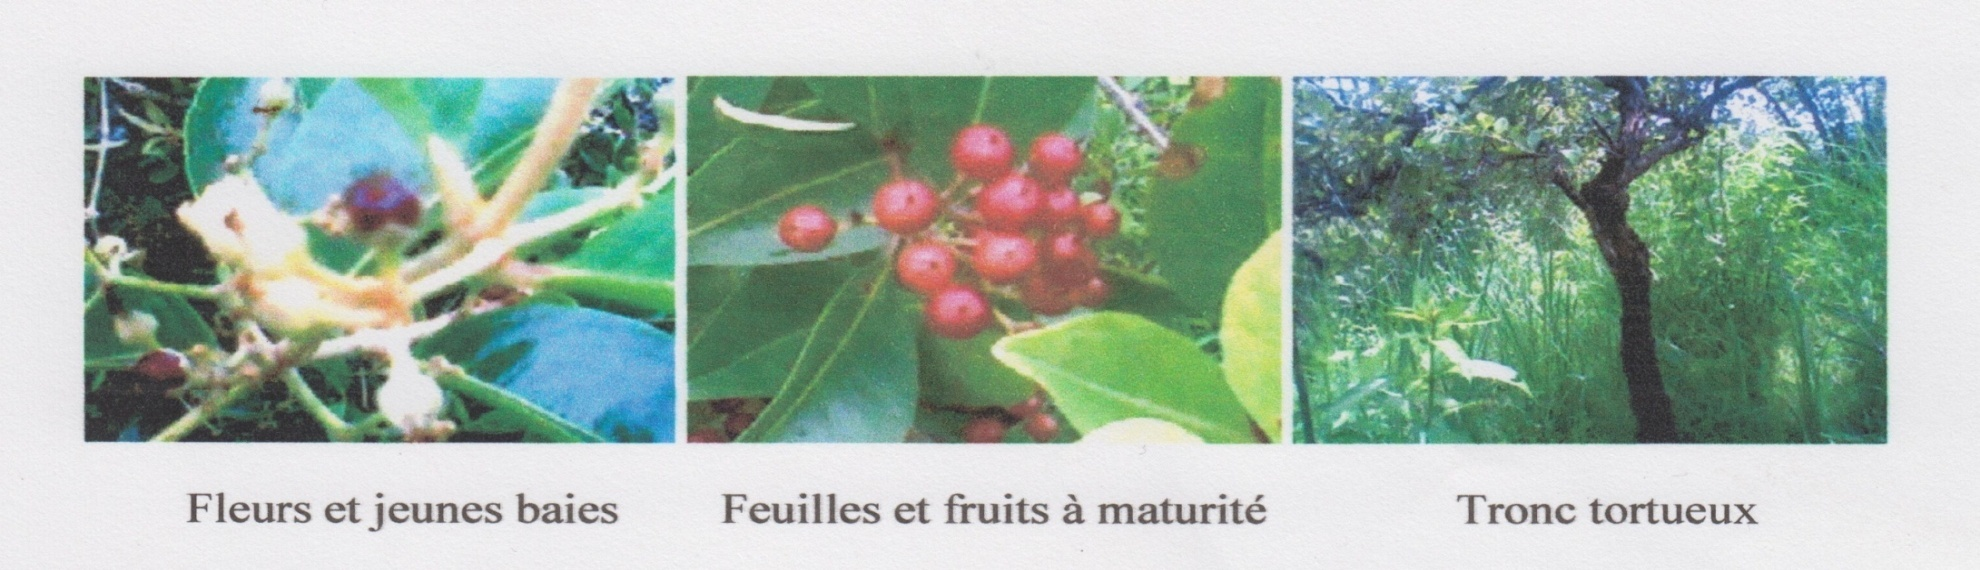 Fleurs et jeunes baies
Feuilles et fruits à maturité
Tronc tortueux